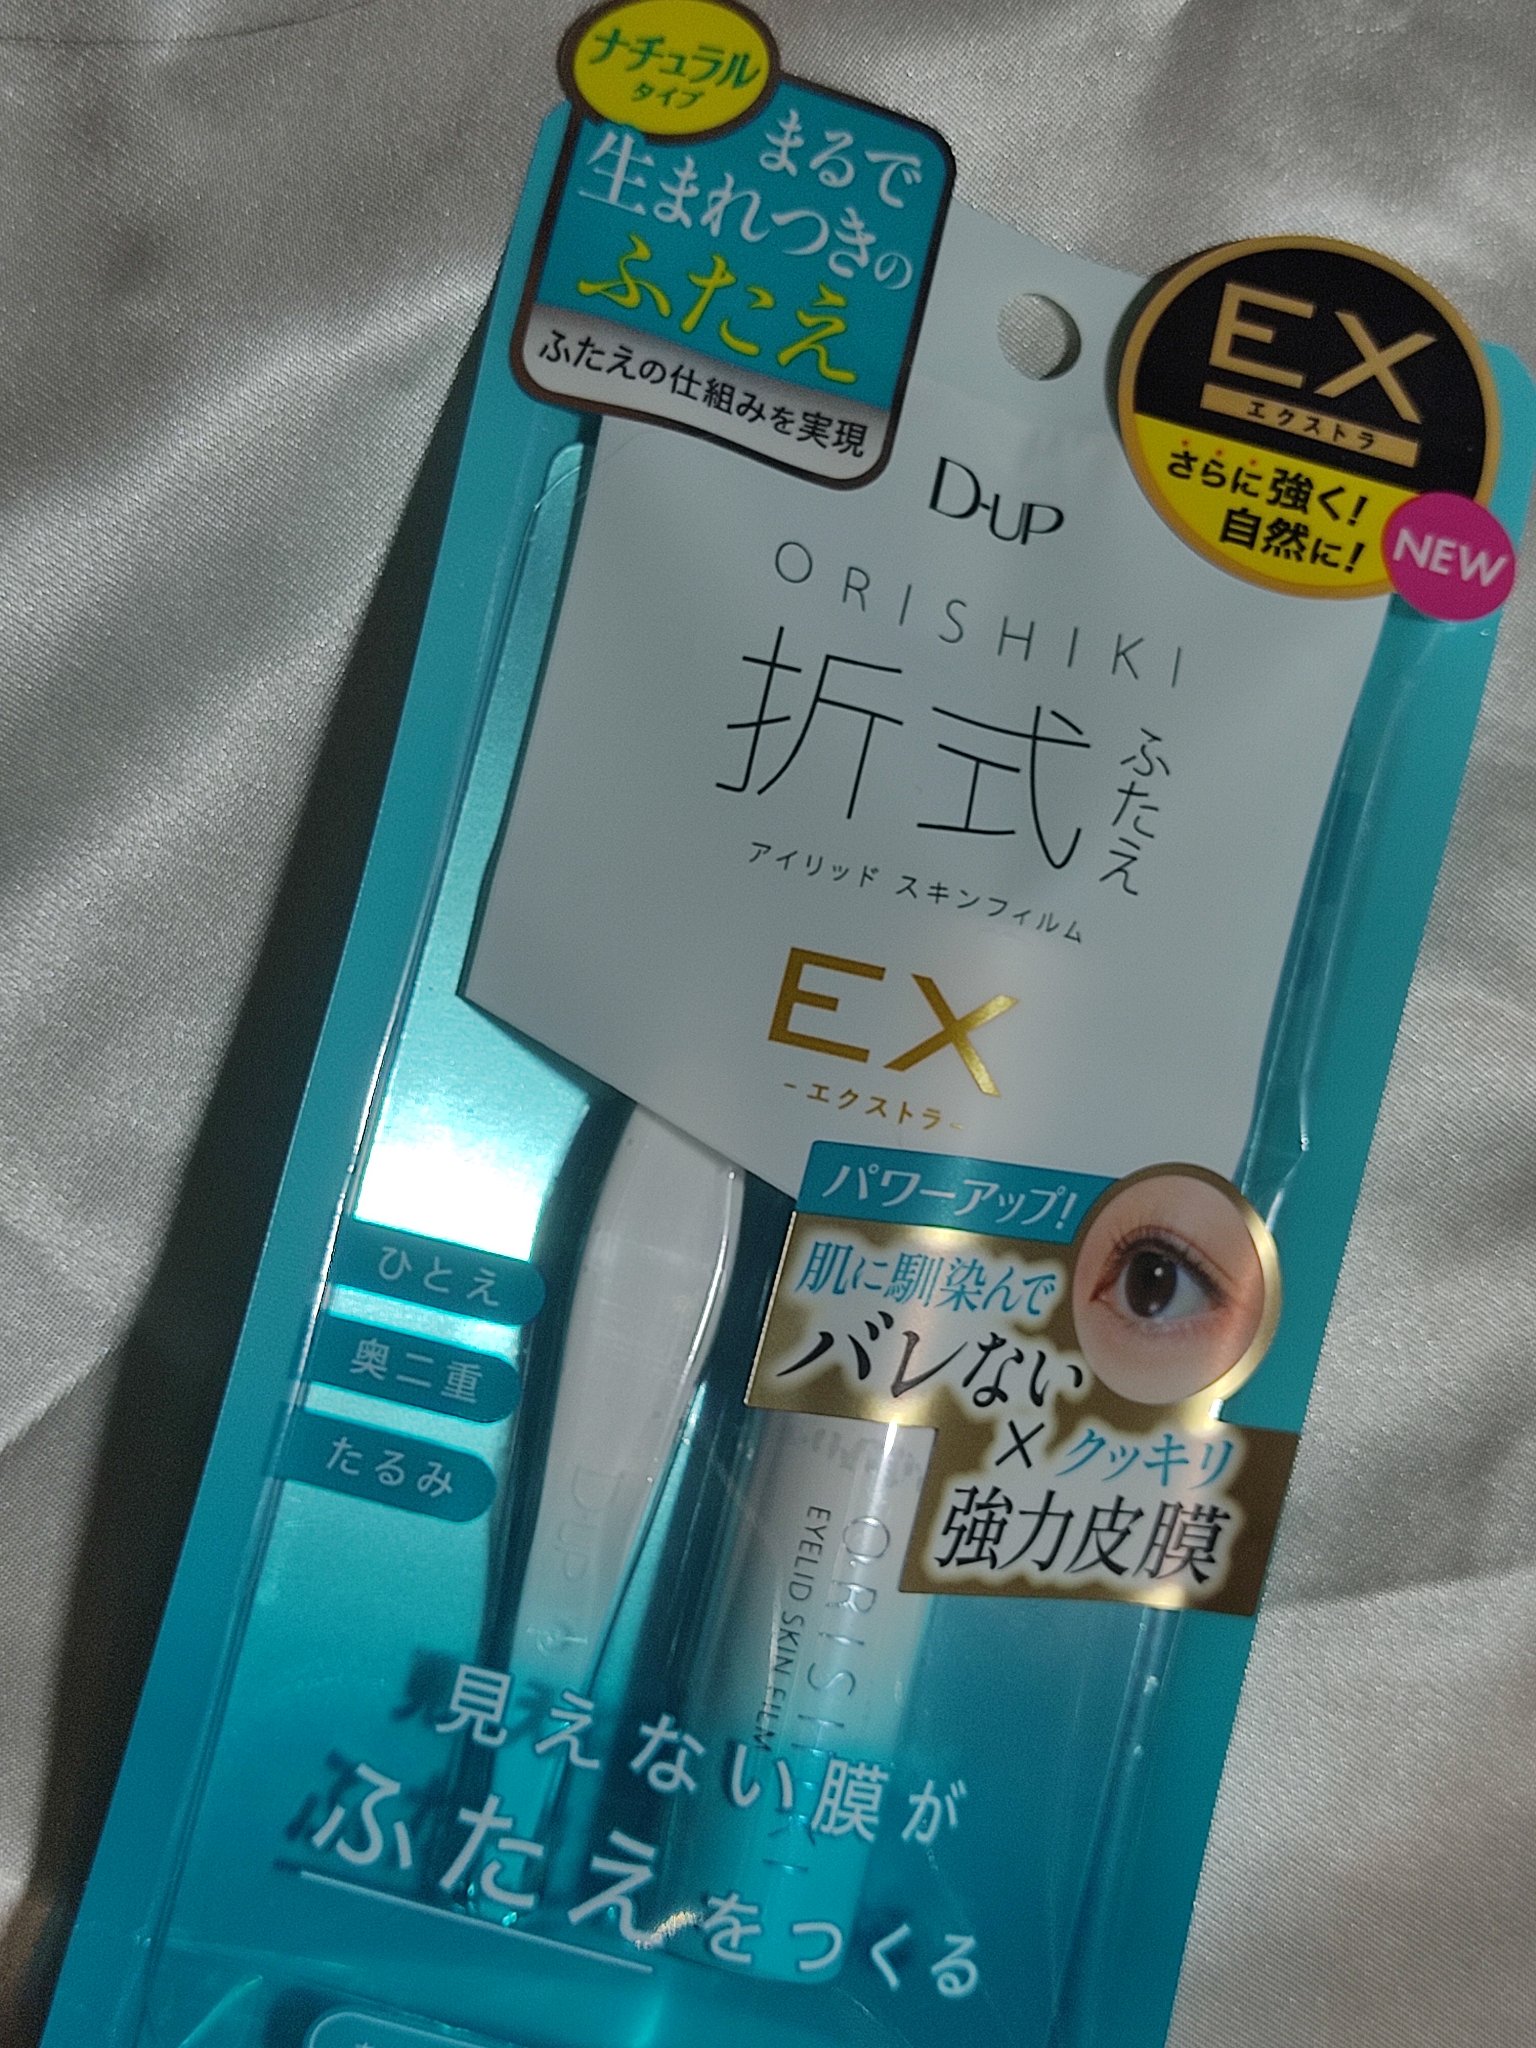 ナチュラル
タイプ
まるで
生まれつきの
ふたえ
ふたえの仕組みを実現
EX
エクストラ
さらに強く!
自然に!
NEW
D-UP
ORISHIKI
折式
ふたえ
アイリッド スキンフィルム
EX
-エクストラ-
パワーアップ!
肌に馴染んで
バレない
×クッキリ
強力皮膜
ひとえ
奥二重
たるみ
D-UP
ORISHIKI
EYELID SKIN FILM
見えない膜が
ふたえをつくる